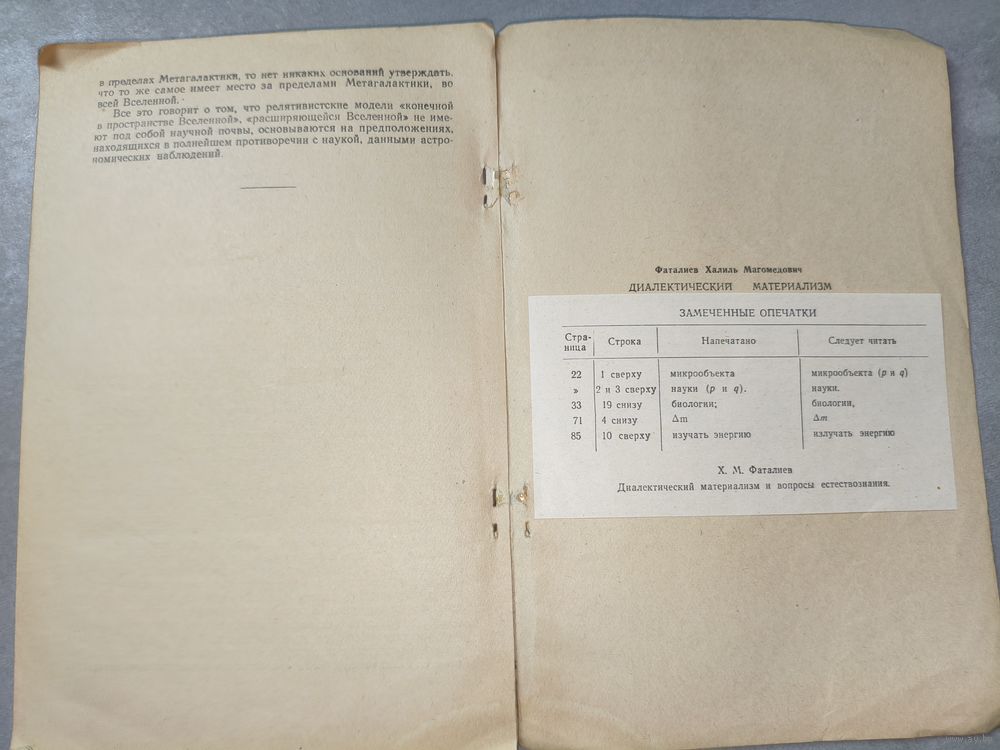 в пределах Метагалактики, то нет никаких оснований утверждать,
что то же самое имеет место за пределами Метагалактики, во
всей Вселенной.
Все это говорит о том, что релятивистские модели «конечной
в пространстве Вселенной», «расширяющейся Вселенной» не име-
ют под собой научной почвы, основываются на предположениях,
находящихся в полнейшем противоречии с наукой, данными астро-
номических наблюдений.
Фаталиев Халиль Магомедович
ДИАЛЕКТИЧЕСКИЙ МАТЕРИАЛИЗМ
ЗАМЕЧЕННЫЕ ОПЕЧАТКИ
Стра-
ница Строка Напечатано Следует читать
22 1 сверху микрообъекта микрообъекта (p и q)
» 2 и 3 сверху науки (p и q). науки.
33 19 снизу биологии; биологии,
71 4 снизу Δm Δm
85 10 сверху изучать энергию излучать энергию
Х. М. Фаталиев
Диалектический материализм и вопросы естествознания.
www.ay.by